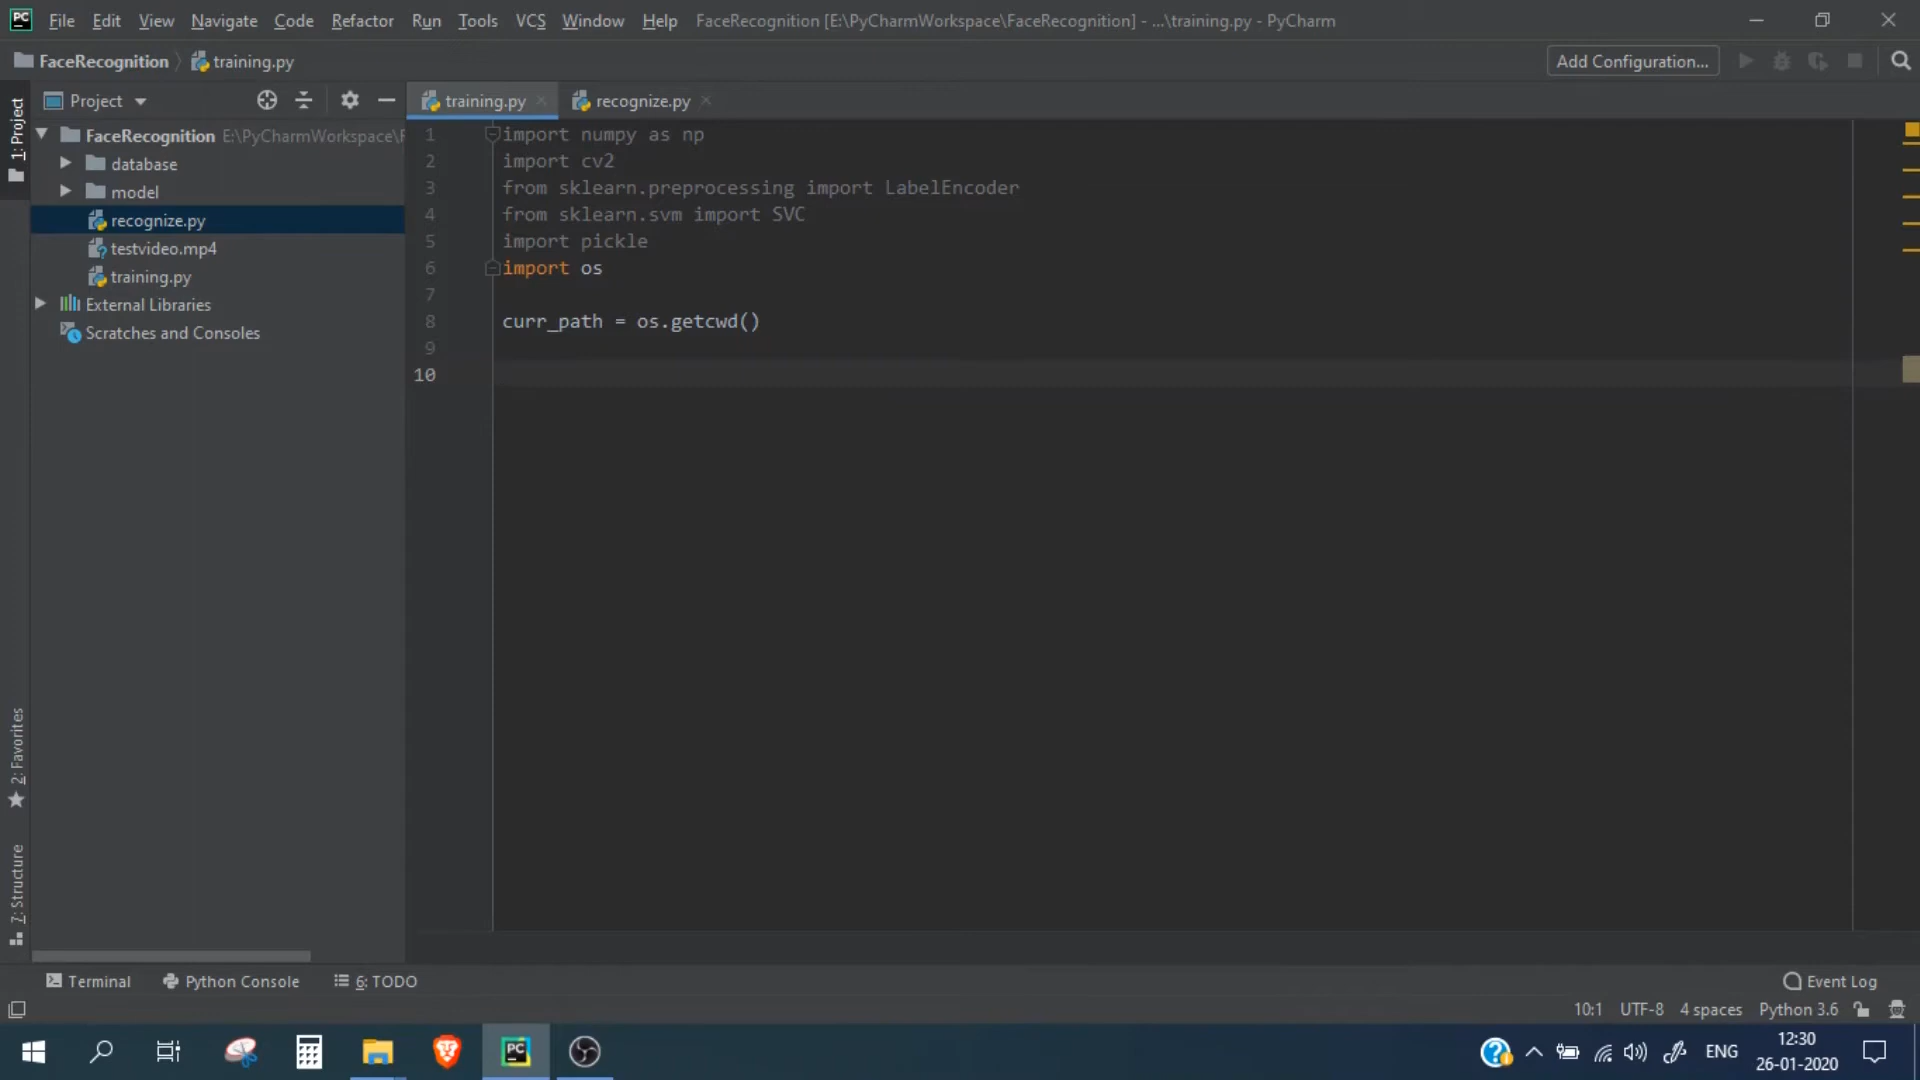 PC File Edit View Navigate Code Refactor Run Tools VCS Window Help FaceRecognition [E:\PyCharmWorkspace\FaceRecognition] - ...\training.py - PyCharm
FaceRecognition training.py Add Configuration...
1: Project
Project
training.py
recognize.py
FaceRecognition E:\PyCharmWorkspace\F
database
model
recognize.py
testvideo.mp4
training.py
External Libraries
Scratches and Consoles
1 import numpy as np
2 import cv2
3 from sklearn.preprocessing import LabelEncoder
4 from sklearn.svm import SVC
5 import pickle
6 import os
7
8 curr_path = os.getcwd()
9
10
2: Favorites
7: Structure
Terminal Python Console 6: TODO Event Log
10:1 UTF-8 4 spaces Python 3.6
PC
ENG
12:30
26-01-2020